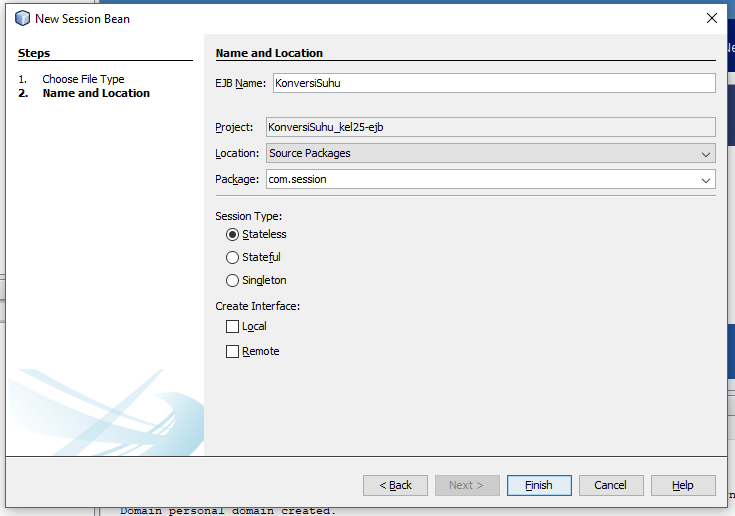 New Session Bean
Steps
1. Choose File Type
2. Name and Location
Name and Location
EJB Name: KonversiSuhu
Project: KonversiSuhu_kel25-ejb
Location: Source Packages
Package: com.session
Session Type:
Stateless
Stateful
Singleton
Create Interface:
Local
Remote
< Back Next > Finish Cancel Help
Domain personal domain created.